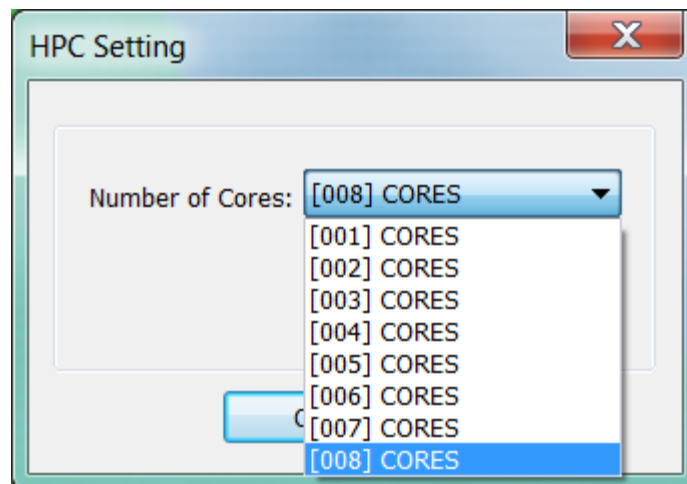 HPC Setting
Number of Cores: [008] CORES
[001] CORES
[002] CORES
[003] CORES
[004] CORES
[005] CORES
[006] CORES
[007] CORES
[008] CORES